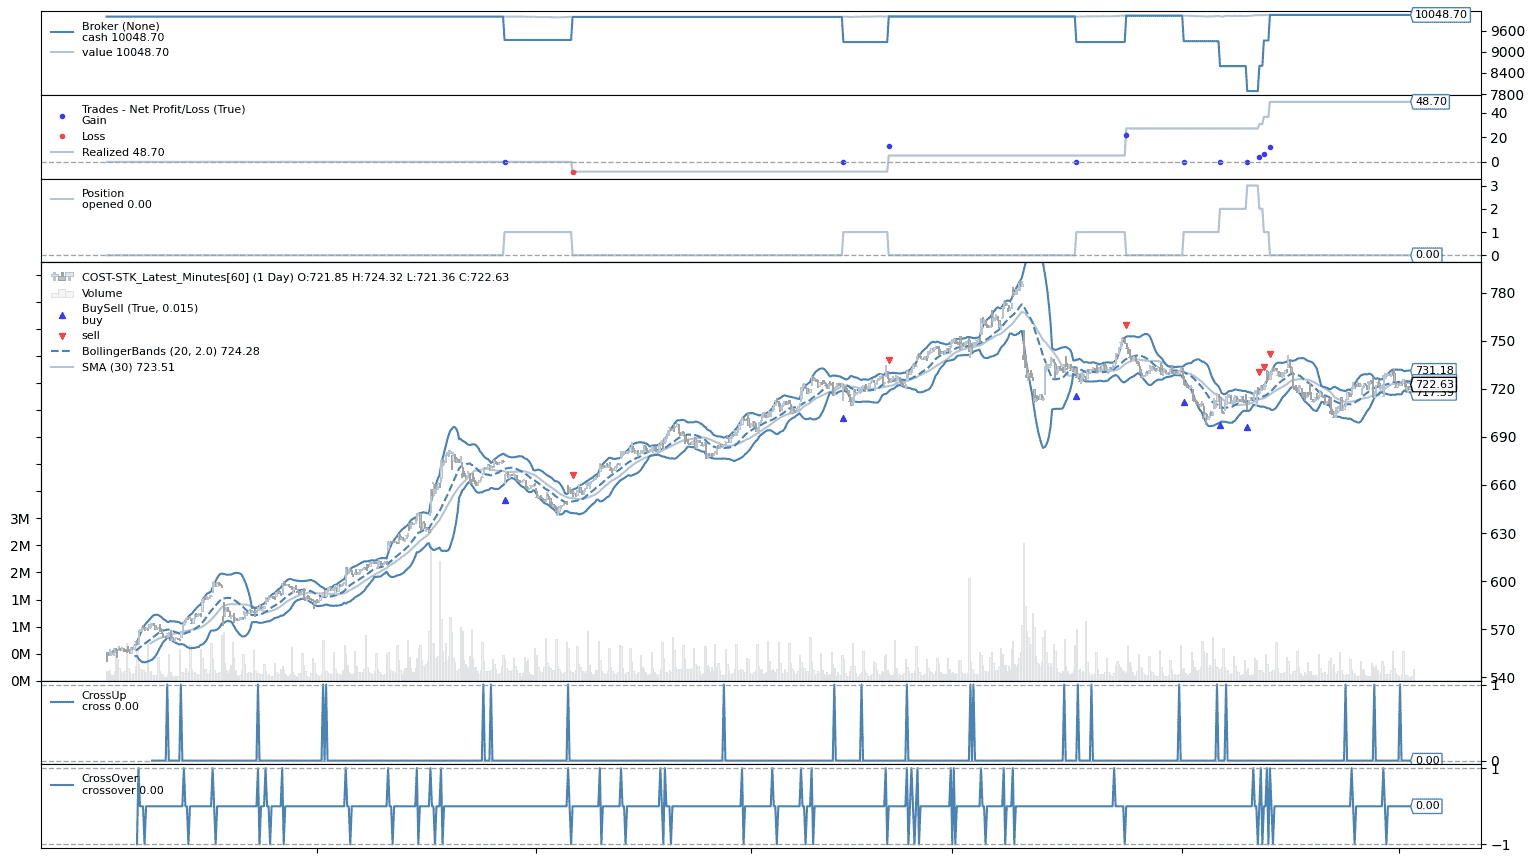 Broker (None)
cash 10048.70
value 10048.70
10048.70
9600
9000
8400
7800
Trades - Net Profit/Loss (True)
Gain
Loss
Realized 48.70
48.70
40
20
0
Position
opened 0.00
3
2
1
0.00
0
COST-STK_Latest_Minutes[60] (1 Day) O:721.85 H:724.32 L:721.36 C:722.63
Volume
BuySell (True, 0.015)
buy
sell
BollingerBands (20, 2.0) 724.28
SMA (30) 723.51
780
750
731.18
722.63
717.39
720
690
660
630
600
570
540
3M
2M
2M
1M
1M
0M
0M
CrossUp
cross 0.00
1
0.00
0
CrossOver
crossover 0.00
1
0.00
−1